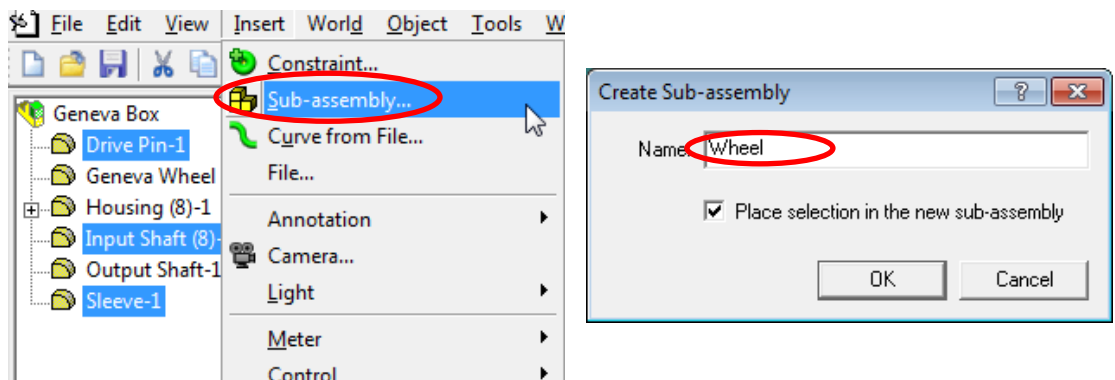 File Edit View Insert World Object Tools W
Geneva Box
Drive Pin-1
Geneva Wheel
Housing (8)-1
Input Shaft (8)-
Output Shaft-1
Sleeve-1
Constraint...
Sub-assembly...
Curve from File...
File...
Annotation
Camera...
Light
Meter
Control
Create Sub-assembly
Name: Wheel
Place selection in the new sub-assembly
OK Cancel